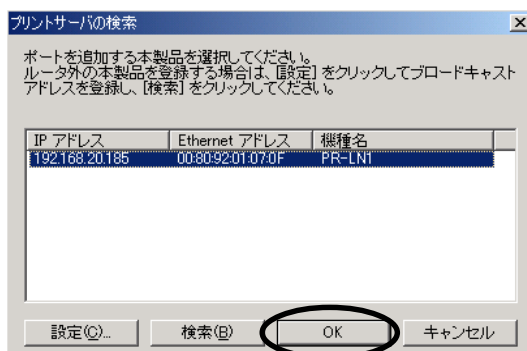 プリントサーバの検索
ポートを追加する本製品を選択してください。
ルータ外の本製品を登録する場合は、[設定] をクリックしてブロードキャスト
アドレスを登録し、[検索] をクリックしてください。
IP アドレス Ethernet アドレス 機種名
192.168.20.185 00:80:92:01:07:0F PR-LN1
設定(C)... 検索(B) OK キャンセル